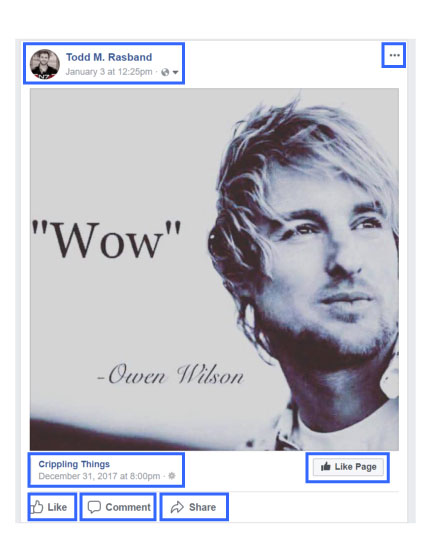 Todd M. Rasband
January 3 at 12:25pm ·
"Wow"
-Owen Wilson
Crippling Things
December 31, 2017 at 8:00pm ·
Like Page
Like
Comment
Share